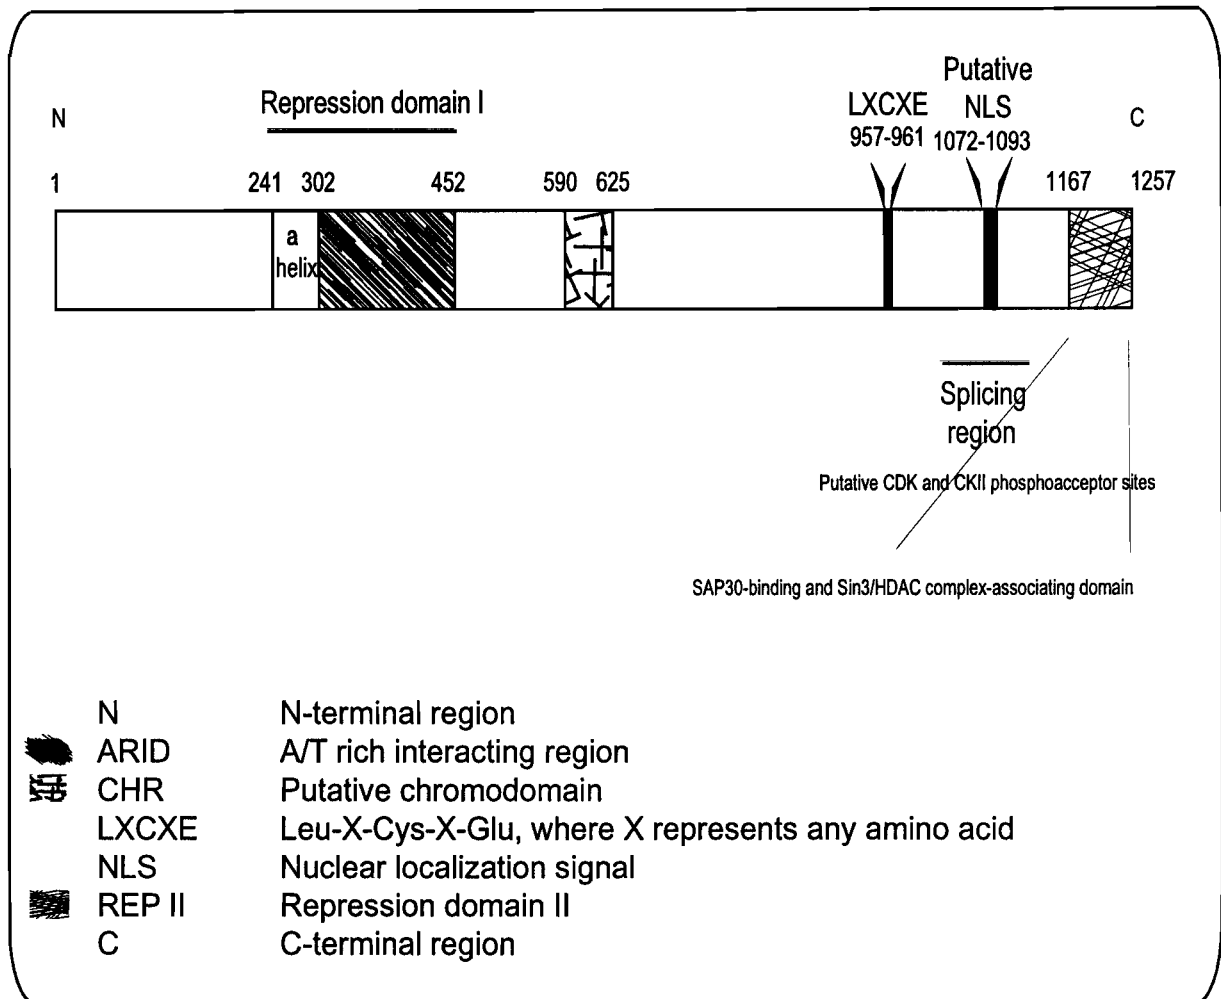 Putative
Repression domain I LXCXE NLS
N 957-961 1072-1093 C
1 241 302 452 590 625 1167 1257
a
helix
Splicing
region
Putative CDK and CKII phosphoacceptor sites
SAP30-binding and Sin3/HDAC complex-associating domain
N N-terminal region
ARID A/T rich interacting region
CHR Putative chromodomain
LXCXE Leu-X-Cys-X-Glu, where X represents any amino acid
NLS Nuclear localization signal
REP II Repression domain II
C C-terminal region